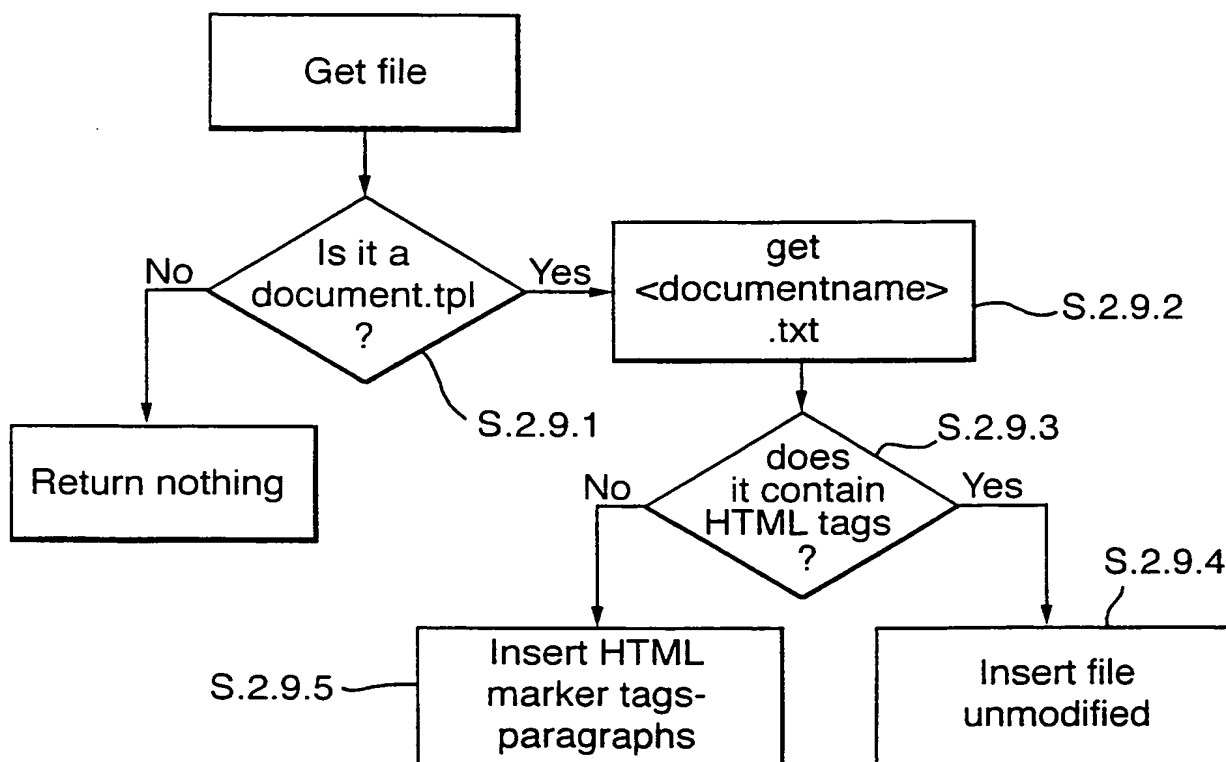 Get file
Is it a
document.tpl
?
No
Yes
get
<documentname>
.txt
S.2.9.2
S.2.9.1
Return nothing
does
it contain
HTML tags
?
S.2.9.3
No
Yes
S.2.9.4
Insert HTML
marker tags-
paragraphs
S.2.9.5
Insert file
unmodified